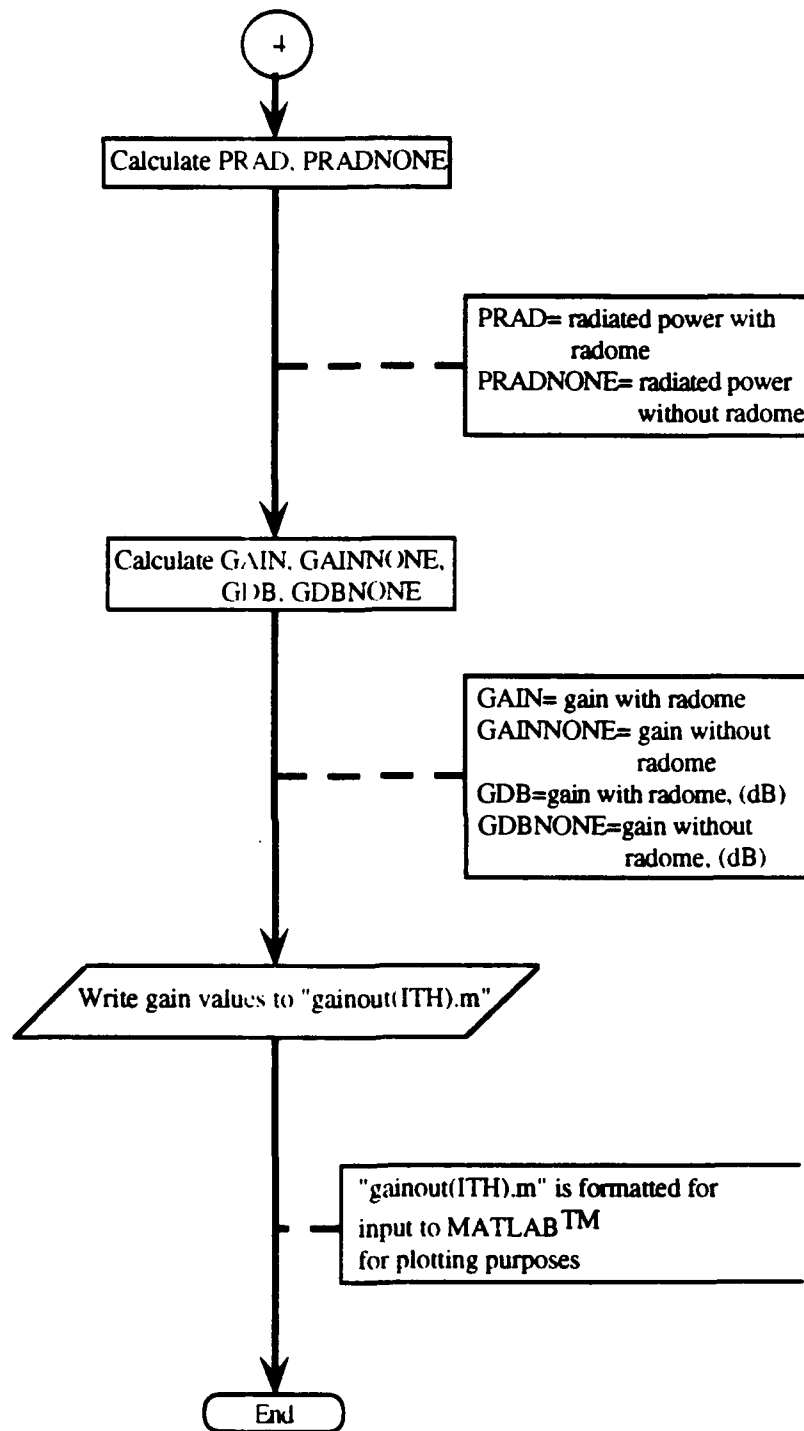 4
Calculate PRAD, PRADNONE
PRAD= radiated power with
radome
PRADNONE= radiated power
without radome
Calculate GAIN, GAINNONE,
GDB, GDBNONE
GAIN= gain with radome
GAINNONE= gain without
radome
GDB=gain with radome, (dB)
GDBNONE=gain without
radome, (dB)
Write gain values to "gainout(ITH).m"
"gainout(ITH).m" is formatted for
input to MATLAB™
for plotting purposes
End